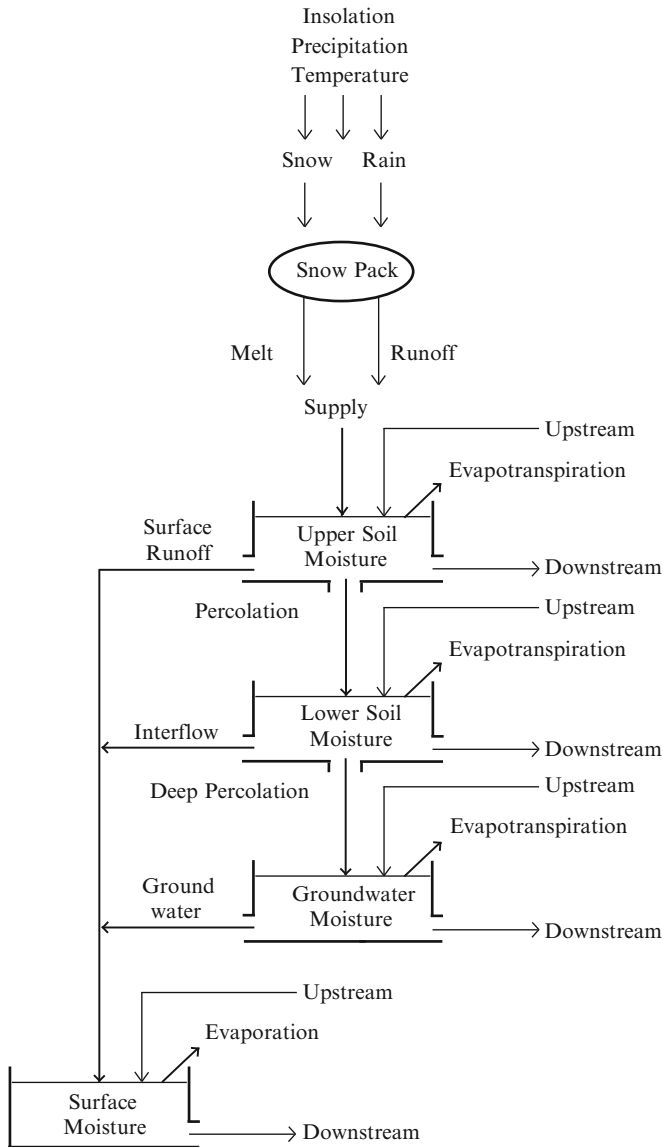 Insolation
Precipitation
Temperature
Snow Rain
Snow Pack
Melt Runoff
Supply
Upstream
Evapotranspiration
Surface
Runoff
Upper Soil
Moisture
Downstream
Percolation
Upstream
Evapotranspiration
Lower Soil
Moisture
Interflow
Downstream
Deep Percolation
Upstream
Evapotranspiration
Ground
water
Groundwater
Moisture
Downstream
Upstream
Evaporation
Surface
Moisture
Downstream